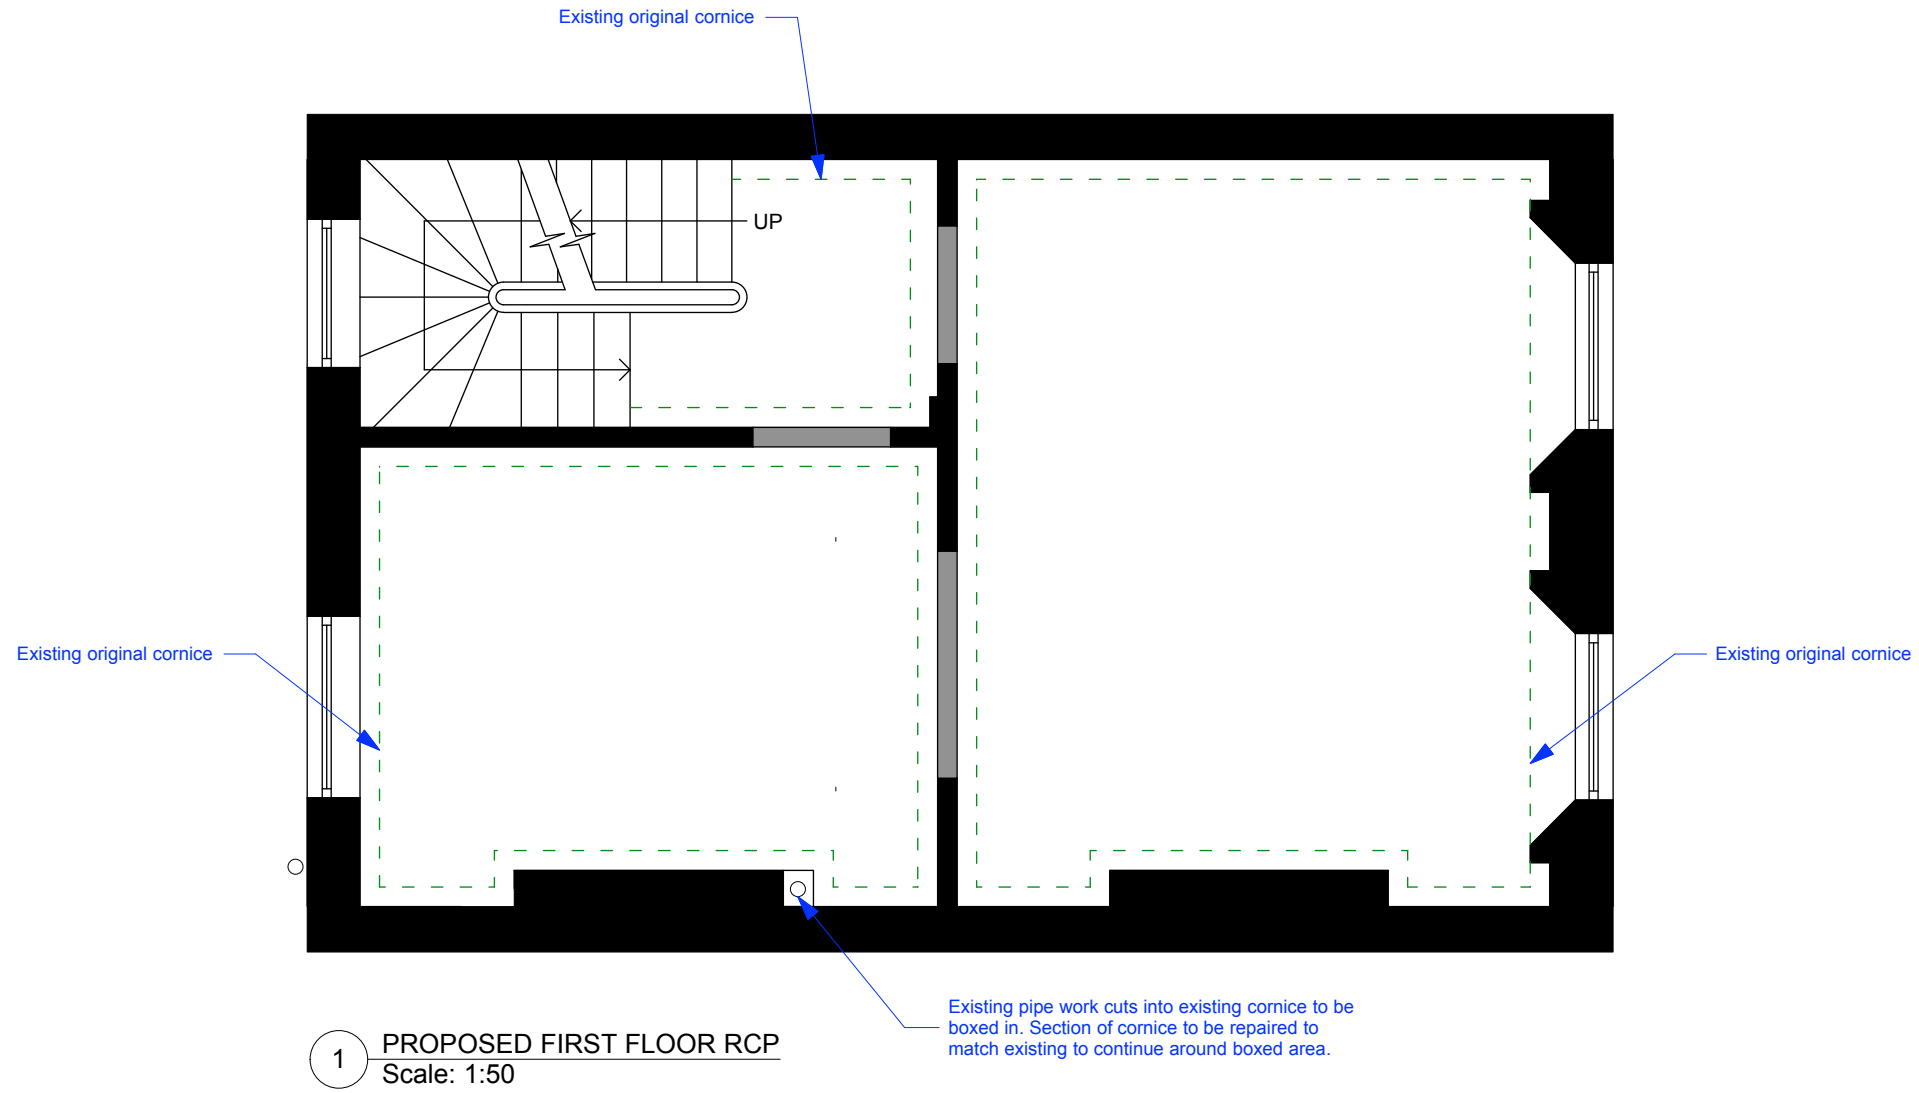 Existing original cornice
UP
Existing original cornice
Existing original cornice
Existing pipe work cuts into existing cornice to be
boxed in. Section of cornice to be repaired to
match existing to continue around boxed area.
1
PROPOSED FIRST FLOOR RCP
Scale: 1:50